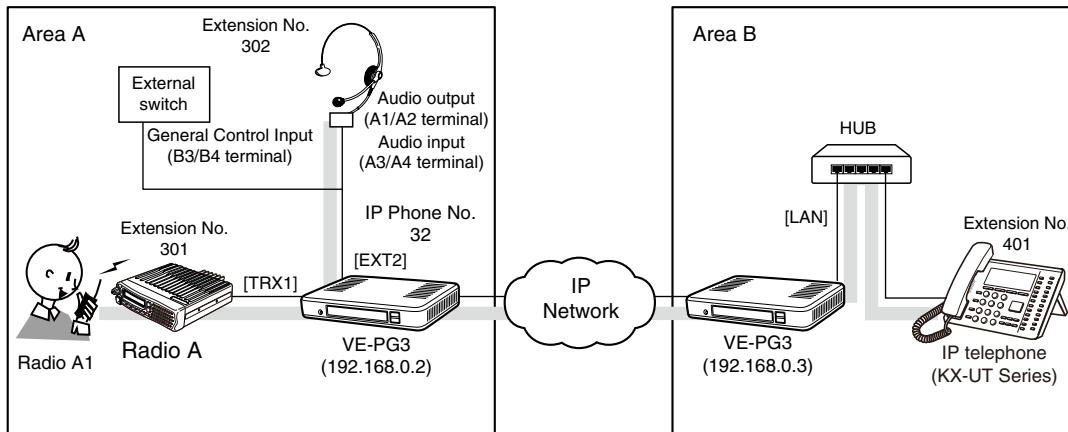 Area A
Extension No.
302
External
switch
Audio output
(A1/A2 terminal)
General Control Input
(B3/B4 terminal)
Audio input
(A3/A4 terminal)
IP Phone No.
32
Extension No.
301
[TRX1]
[EXT2]
Radio A1
Radio A
VE-PG3
(192.168.0.2)
IP
Network
Area B
HUB
[LAN]
Extension No.
401
VE-PG3
(192.168.0.3)
IP telephone
(KX-UT Series)